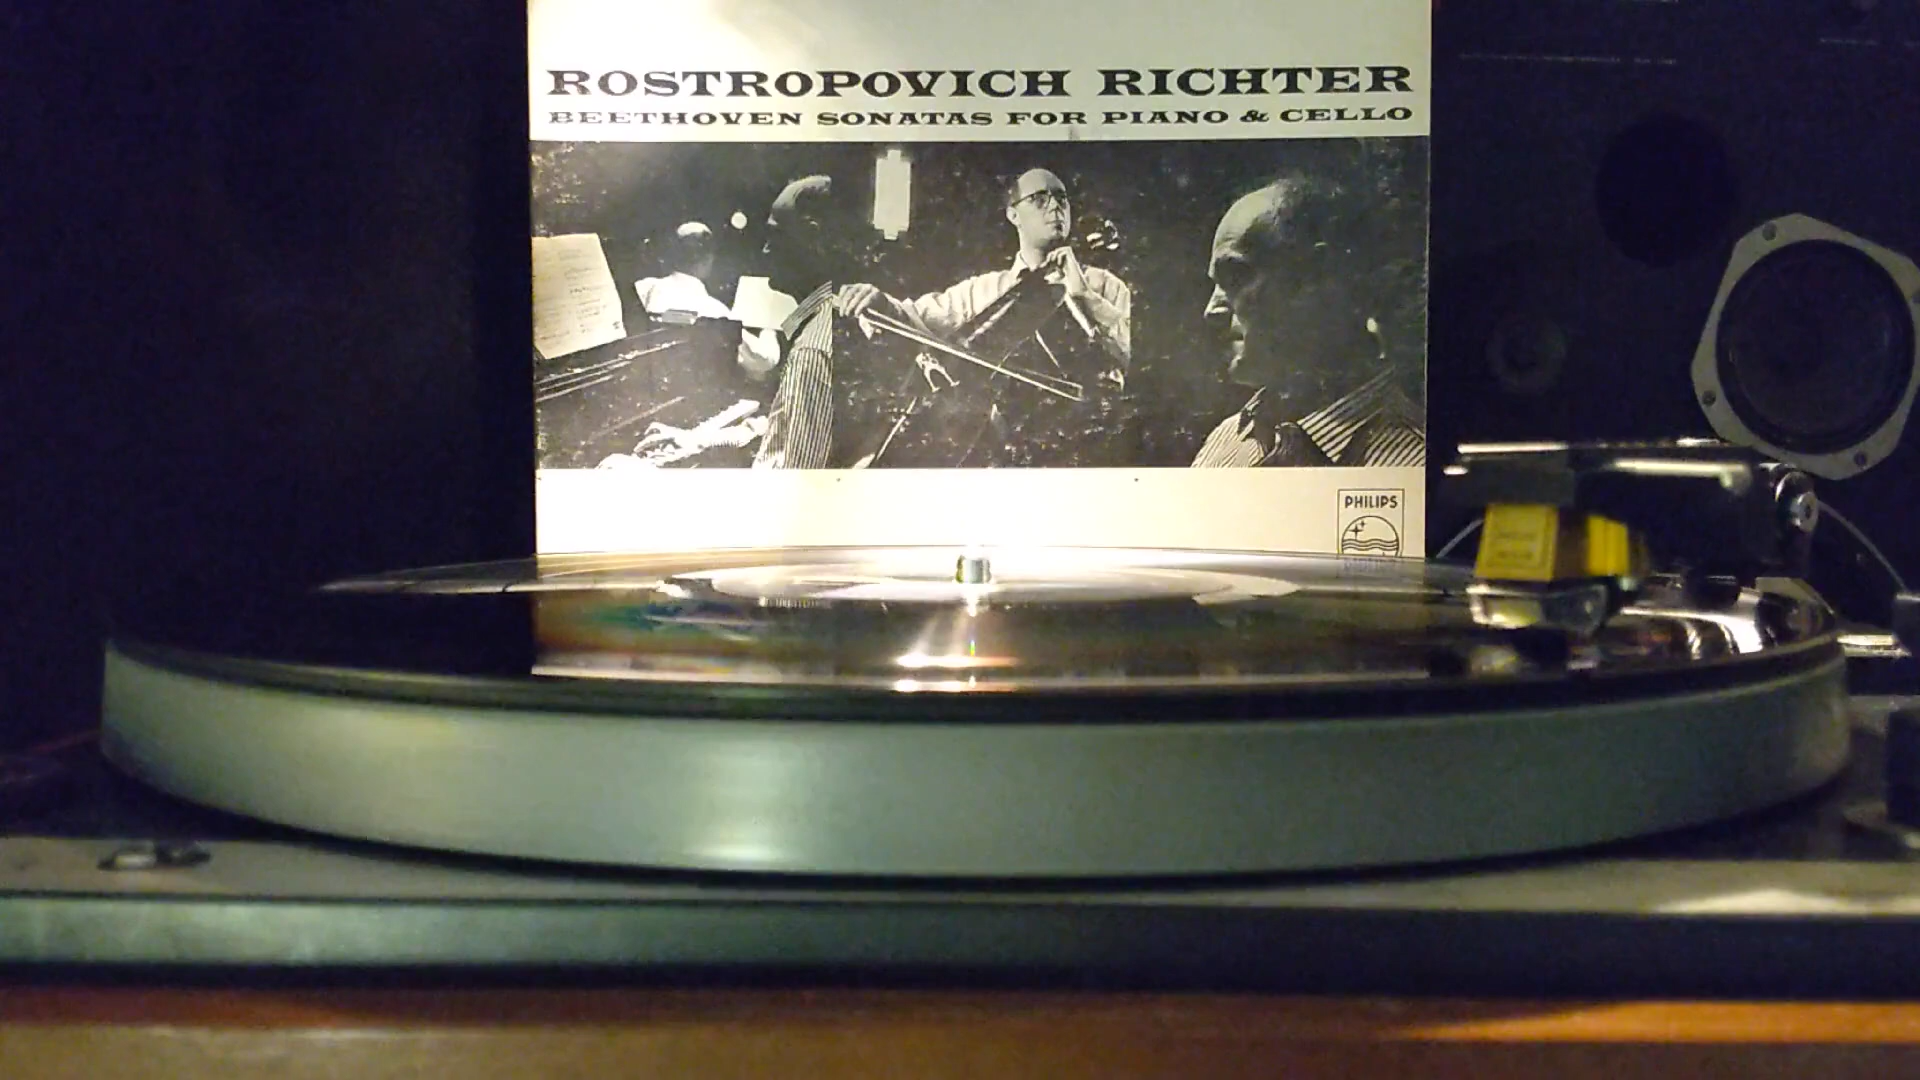 ROSTROPOVICH RICHTER
BEETHOVEN SONATAS FOR PIANO & CELLO
PHILIPS